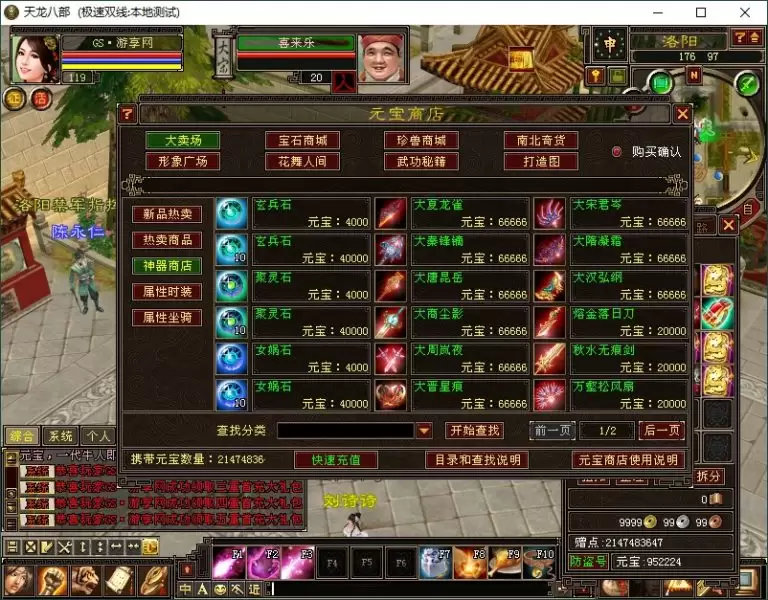 天龙八部 (极速双线:本地测试)
GS·游享网
119
大宗
喜来乐
20
申
洛阳
176 97
元宝商店
大卖场 宝石商城 珍兽商城 南北奇货
形象广场 花舞人间 武功秘籍 打造图
购买确认
新品热卖
热卖商品
神器商店
属性时装
属性坐骑
玄兵石 元宝:4000
大夏龙雀 元宝:66666
大宋君岑 元宝:66666
玄兵石 10 元宝:40000
大秦锋镝 元宝:66666
大隋凝霜 元宝:66666
聚灵石 元宝:4000
大唐昆岳 元宝:66666
大汉弘纲 元宝:66666
聚灵石 10 元宝:40000
大商尘影 元宝:66666
熔金落日刀 元宝:20000
女娲石 元宝:4000
大周岚夜 元宝:66666
秋水无痕剑 元宝:20000
女娲石 10 元宝:40000
大晋星痕 元宝:66666
万壑松风扇 元宝:20000
查找分类 开始查找 前一页 1/2 后一页
携带元宝数量:21474836 快速充值 目录和查找说明 元宝商店使用说明
陈永仁
综合 系统 个人
刘诗诗
拆分
0
9999 99 99
赠点:2147483647
防盗号 元宝:952224
F1 F2 F3 F4 F5 F6 F7 F8 F9 F10
中 A 近